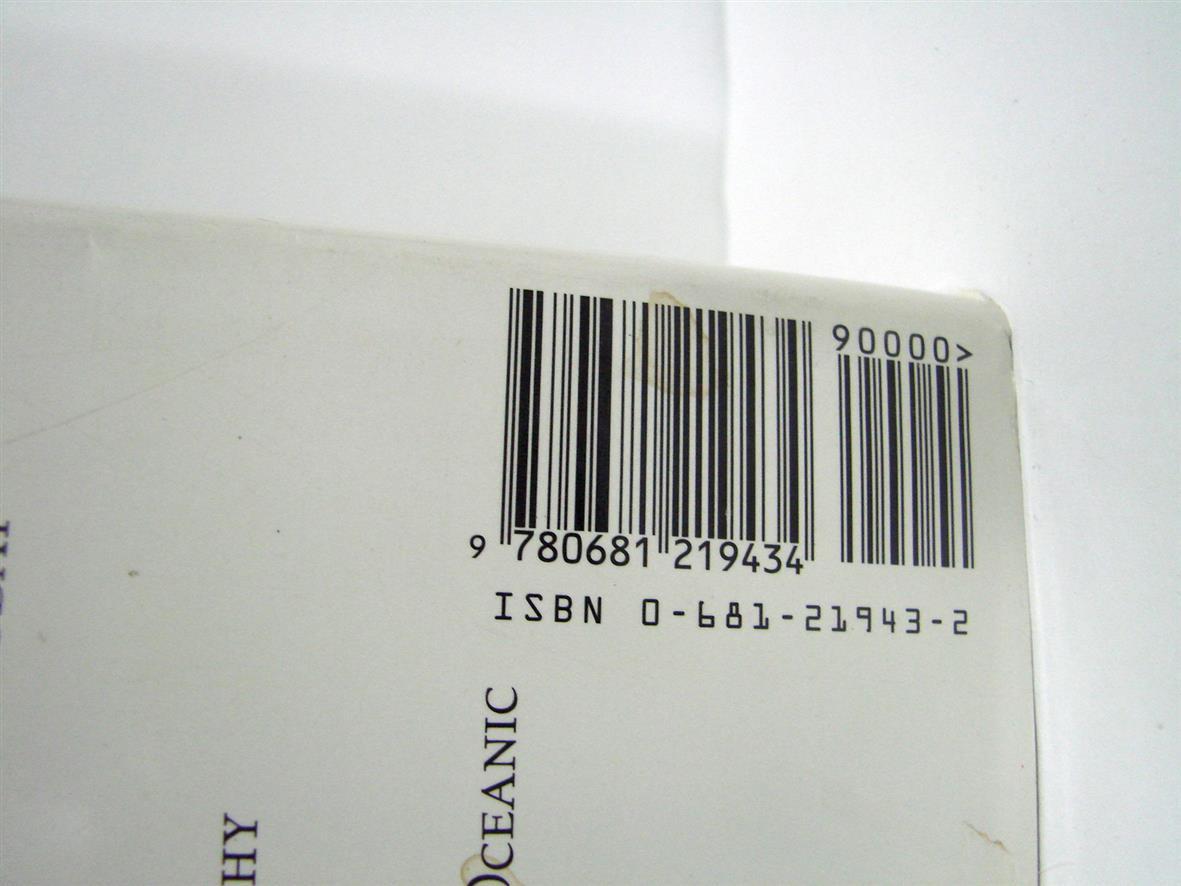 90000>
9 780681 219434
ISBN 0-681-21943-2
OCEANIC
HY